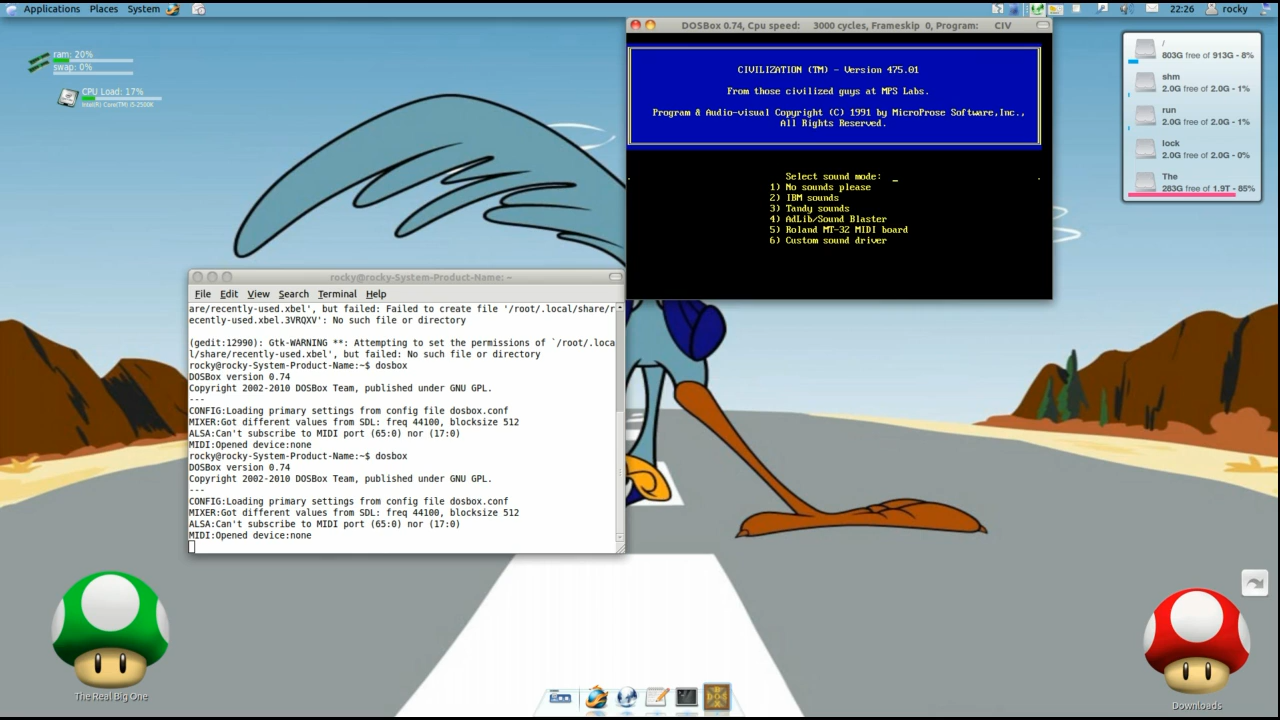 Applications Places System
22:26 rocky
ram: 20%
swap: 0%
CPU Load: 17%
Intel(R) Core(TM) i5-2500K
DOSBox 0.74, Cpu speed: 3000 cycles, Frameskip 0, Program: CIV
CIVILIZATION (TM) - Version 475.01
From those civilized guys at MPS Labs.
Program & Audio-visual Copyright (C) 1991 by MicroProse Software,Inc.,
All Rights Reserved.
Select sound mode: _
1) No sounds please
2) IBM sounds
3) Tandy sounds
4) AdLib/Sound Blaster
5) Roland MT-32 MIDI board
6) Custom sound driver
/
803G free of 913G - 8%
shm
2.0G free of 2.0G - 1%
run
2.0G free of 2.0G - 1%
lock
2.0G free of 2.0G - 0%
The
283G free of 1.9T - 85%
rocky@rocky-System-Product-Name: ~
File Edit View Search Terminal Help
are/recently-used.xbel', but failed: Failed to create file '/root/.local/share/r
ecently-used.xbel.3VRQXV': No such file or directory
(gedit:12990): Gtk-WARNING **: Attempting to set the permissions of `/root/.loca
l/share/recently-used.xbel', but failed: No such file or directory
rocky@rocky-System-Product-Name:~$ dosbox
DOSBox version 0.74
Copyright 2002-2010 DOSBox Team, published under GNU GPL.
---
CONFIG:Loading primary settings from config file dosbox.conf
MIXER:Got different values from SDL: freq 44100, blocksize 512
ALSA:Can't subscribe to MIDI port (65:0) nor (17:0)
MIDI:Opened device:none
rocky@rocky-System-Product-Name:~$ dosbox
DOSBox version 0.74
Copyright 2002-2010 DOSBox Team, published under GNU GPL.
---
CONFIG:Loading primary settings from config file dosbox.conf
MIXER:Got different values from SDL: freq 44100, blocksize 512
ALSA:Can't subscribe to MIDI port (65:0) nor (17:0)
MIDI:Opened device:none
The Real Big One
DOS
Downloads